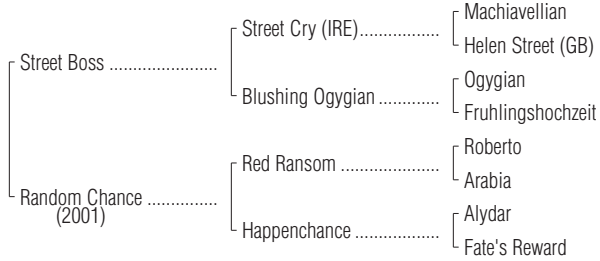 Machiavellian
Street Cry (IRE)..................
Helen Street (GB)
Street Boss ........................
Ogygian
Blushing Ogygian .............
Fruhlingshochzeit
Roberto
Red Ransom .....................
Arabia
Random Chance ...............
(2001)
Alydar
Happenchance ..................
Fate's Reward